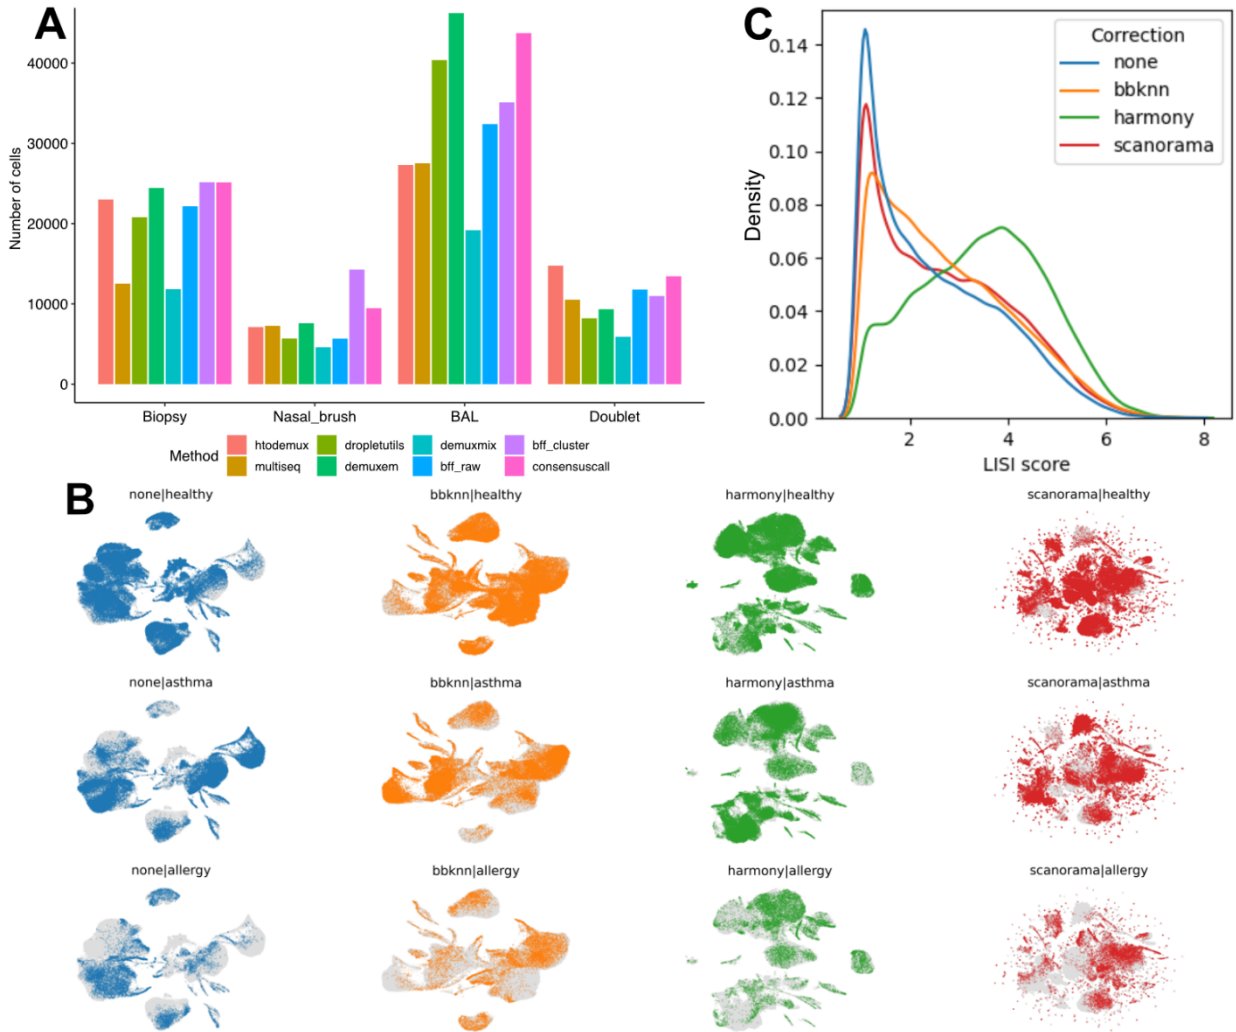 A
Number of cells
40000
30000
20000
10000
0
Biopsy Nasal_brush BAL Doublet
Method
htodemux dropletutils demuxmix bff_cluster
multiseq demuxem bff_raw consensuscall
C
Density
0.14
0.12
0.10
0.08
0.06
0.04
0.02
0.00
Correction
none
bbknn
harmony
scanorama
2 4 6 8
LISI score
B
none|healthy bbknn|healthy harmony|healthy scanorama|healthy
none|asthma bbknn|asthma harmony|asthma scanorama|asthma
none|allergy bbknn|allergy harmony|allergy scanorama|allergy